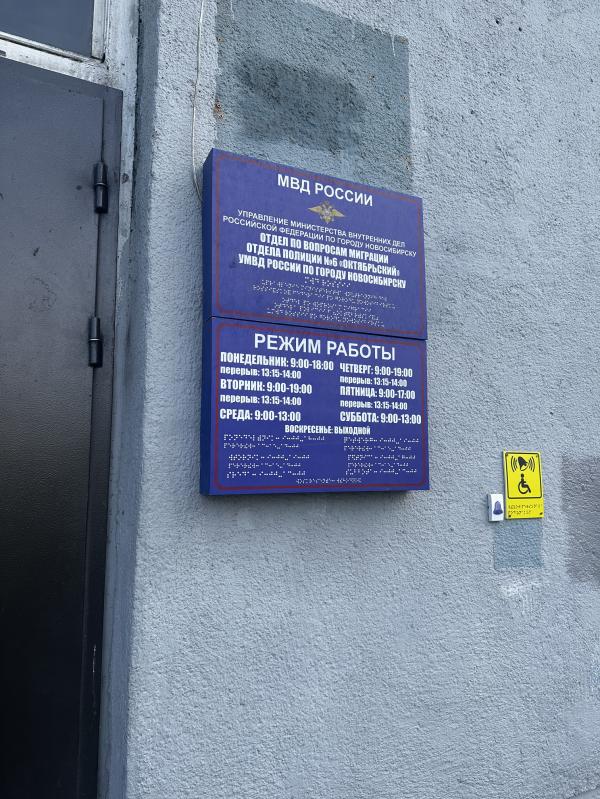 МВД РОССИИ
УПРАВЛЕНИЕ МИНИСТЕРСТВА ВНУТРЕННИХ ДЕЛ
РОССИЙСКОЙ ФЕДЕРАЦИИ ПО ГОРОДУ НОВОСИБИРСКУ
ОТДЕЛ ПО ВОПРОСАМ МИГРАЦИИ
ОТДЕЛА ПОЛИЦИИ №6 «ОКТЯБРЬСКИЙ»
УМВД РОССИИ ПО ГОРОДУ НОВОСИБИРСКУ
РЕЖИМ РАБОТЫ
ПОНЕДЕЛЬНИК: 9:00-18:00
перерыв: 13:15-14:00
ВТОРНИК: 9:00-19:00
перерыв: 13:15-14:00
СРЕДА: 9:00-13:00
ЧЕТВЕРГ: 9:00-19:00
перерыв: 13:15-14:00
ПЯТНИЦА: 9:00-17:00
перерыв: 13:15-14:00
СУББОТА: 9:00-13:00
ВОСКРЕСЕНЬЕ: ВЫХОДНОЙ